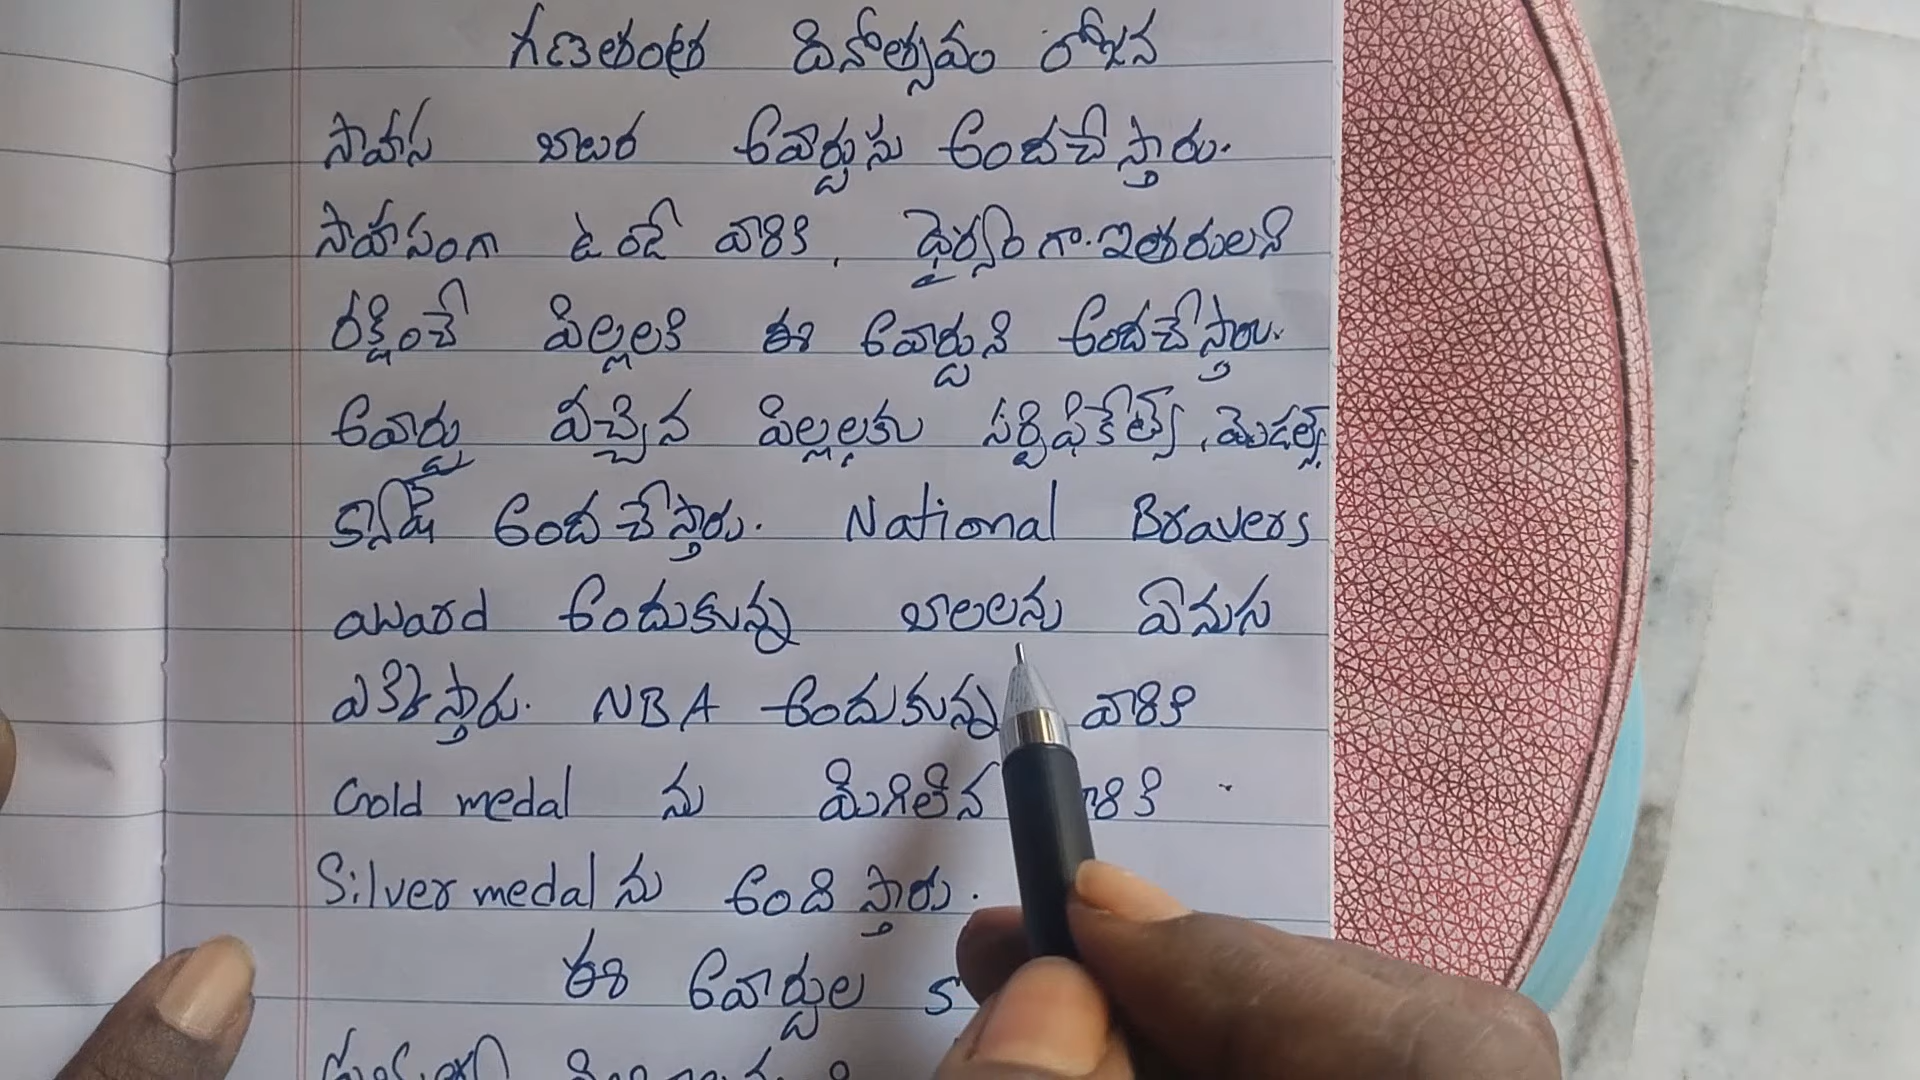 గణతంత్ర దినోత్సవం రోజున
సాహస బాలుర అవార్డును అందచేస్తారు.
సాహసంగా ఉండే వారికి, ధైర్యంగా ఇతరులని
రక్షించే పిల్లలకి ఈ అవార్డుని అందచేస్తారు.
అవార్డు వచ్చిన పిల్లలకు సర్టిఫికేట్స్, మెడల్స్,
అందచేస్తారు. National Bravers
award అందుకున్న బాలలను ఏనుగు
ఎక్కిస్తారు. NBA అందుకున్న వారికి
Gold medal ను మిగిలిన
Silver medal ను అందిస్తారు.
ఈ అవార్డుల